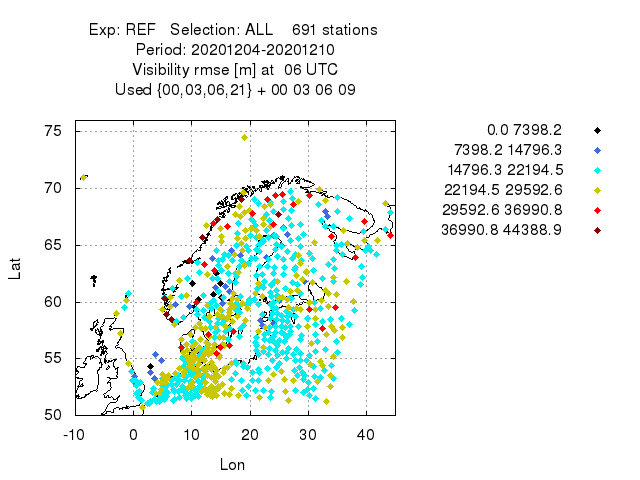 Exp: REF Selection: ALL 691 stations
Period: 20201204-20201210
Visibility rmse [m] at 06 UTC
Used {00,03,06,21} + 00 03 06 09
75
70
65
60
55
50
Lat
-10 0 10 20 30 40
Lon
0.0 7398.2
7398.2 14796.3
14796.3 22194.5
22194.5 29592.6
29592.6 36990.8
36990.8 44388.9